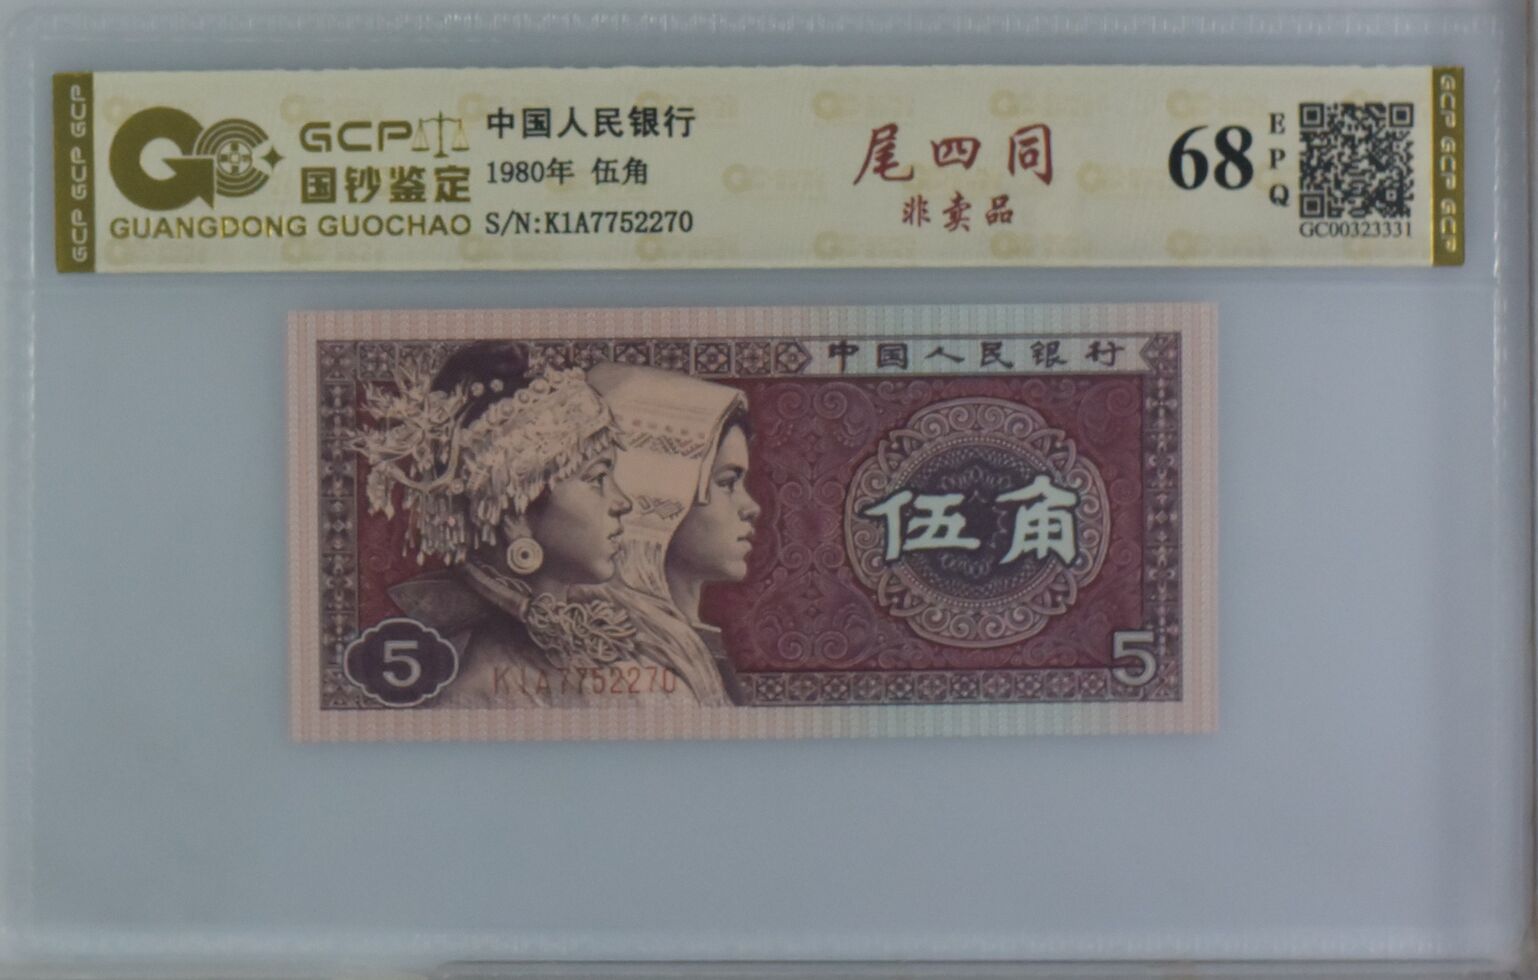 GCP GCP GCP
GCP
国钞鉴定
GUANGDONG GUOCHAO
中国人民银行
1980年 伍角
S/N:K1A7752270
尾四同
非卖品
68
EPQ
GC00323331
GCP GCP GCP
中国人民银行
伍角
5
K1A7752270
5